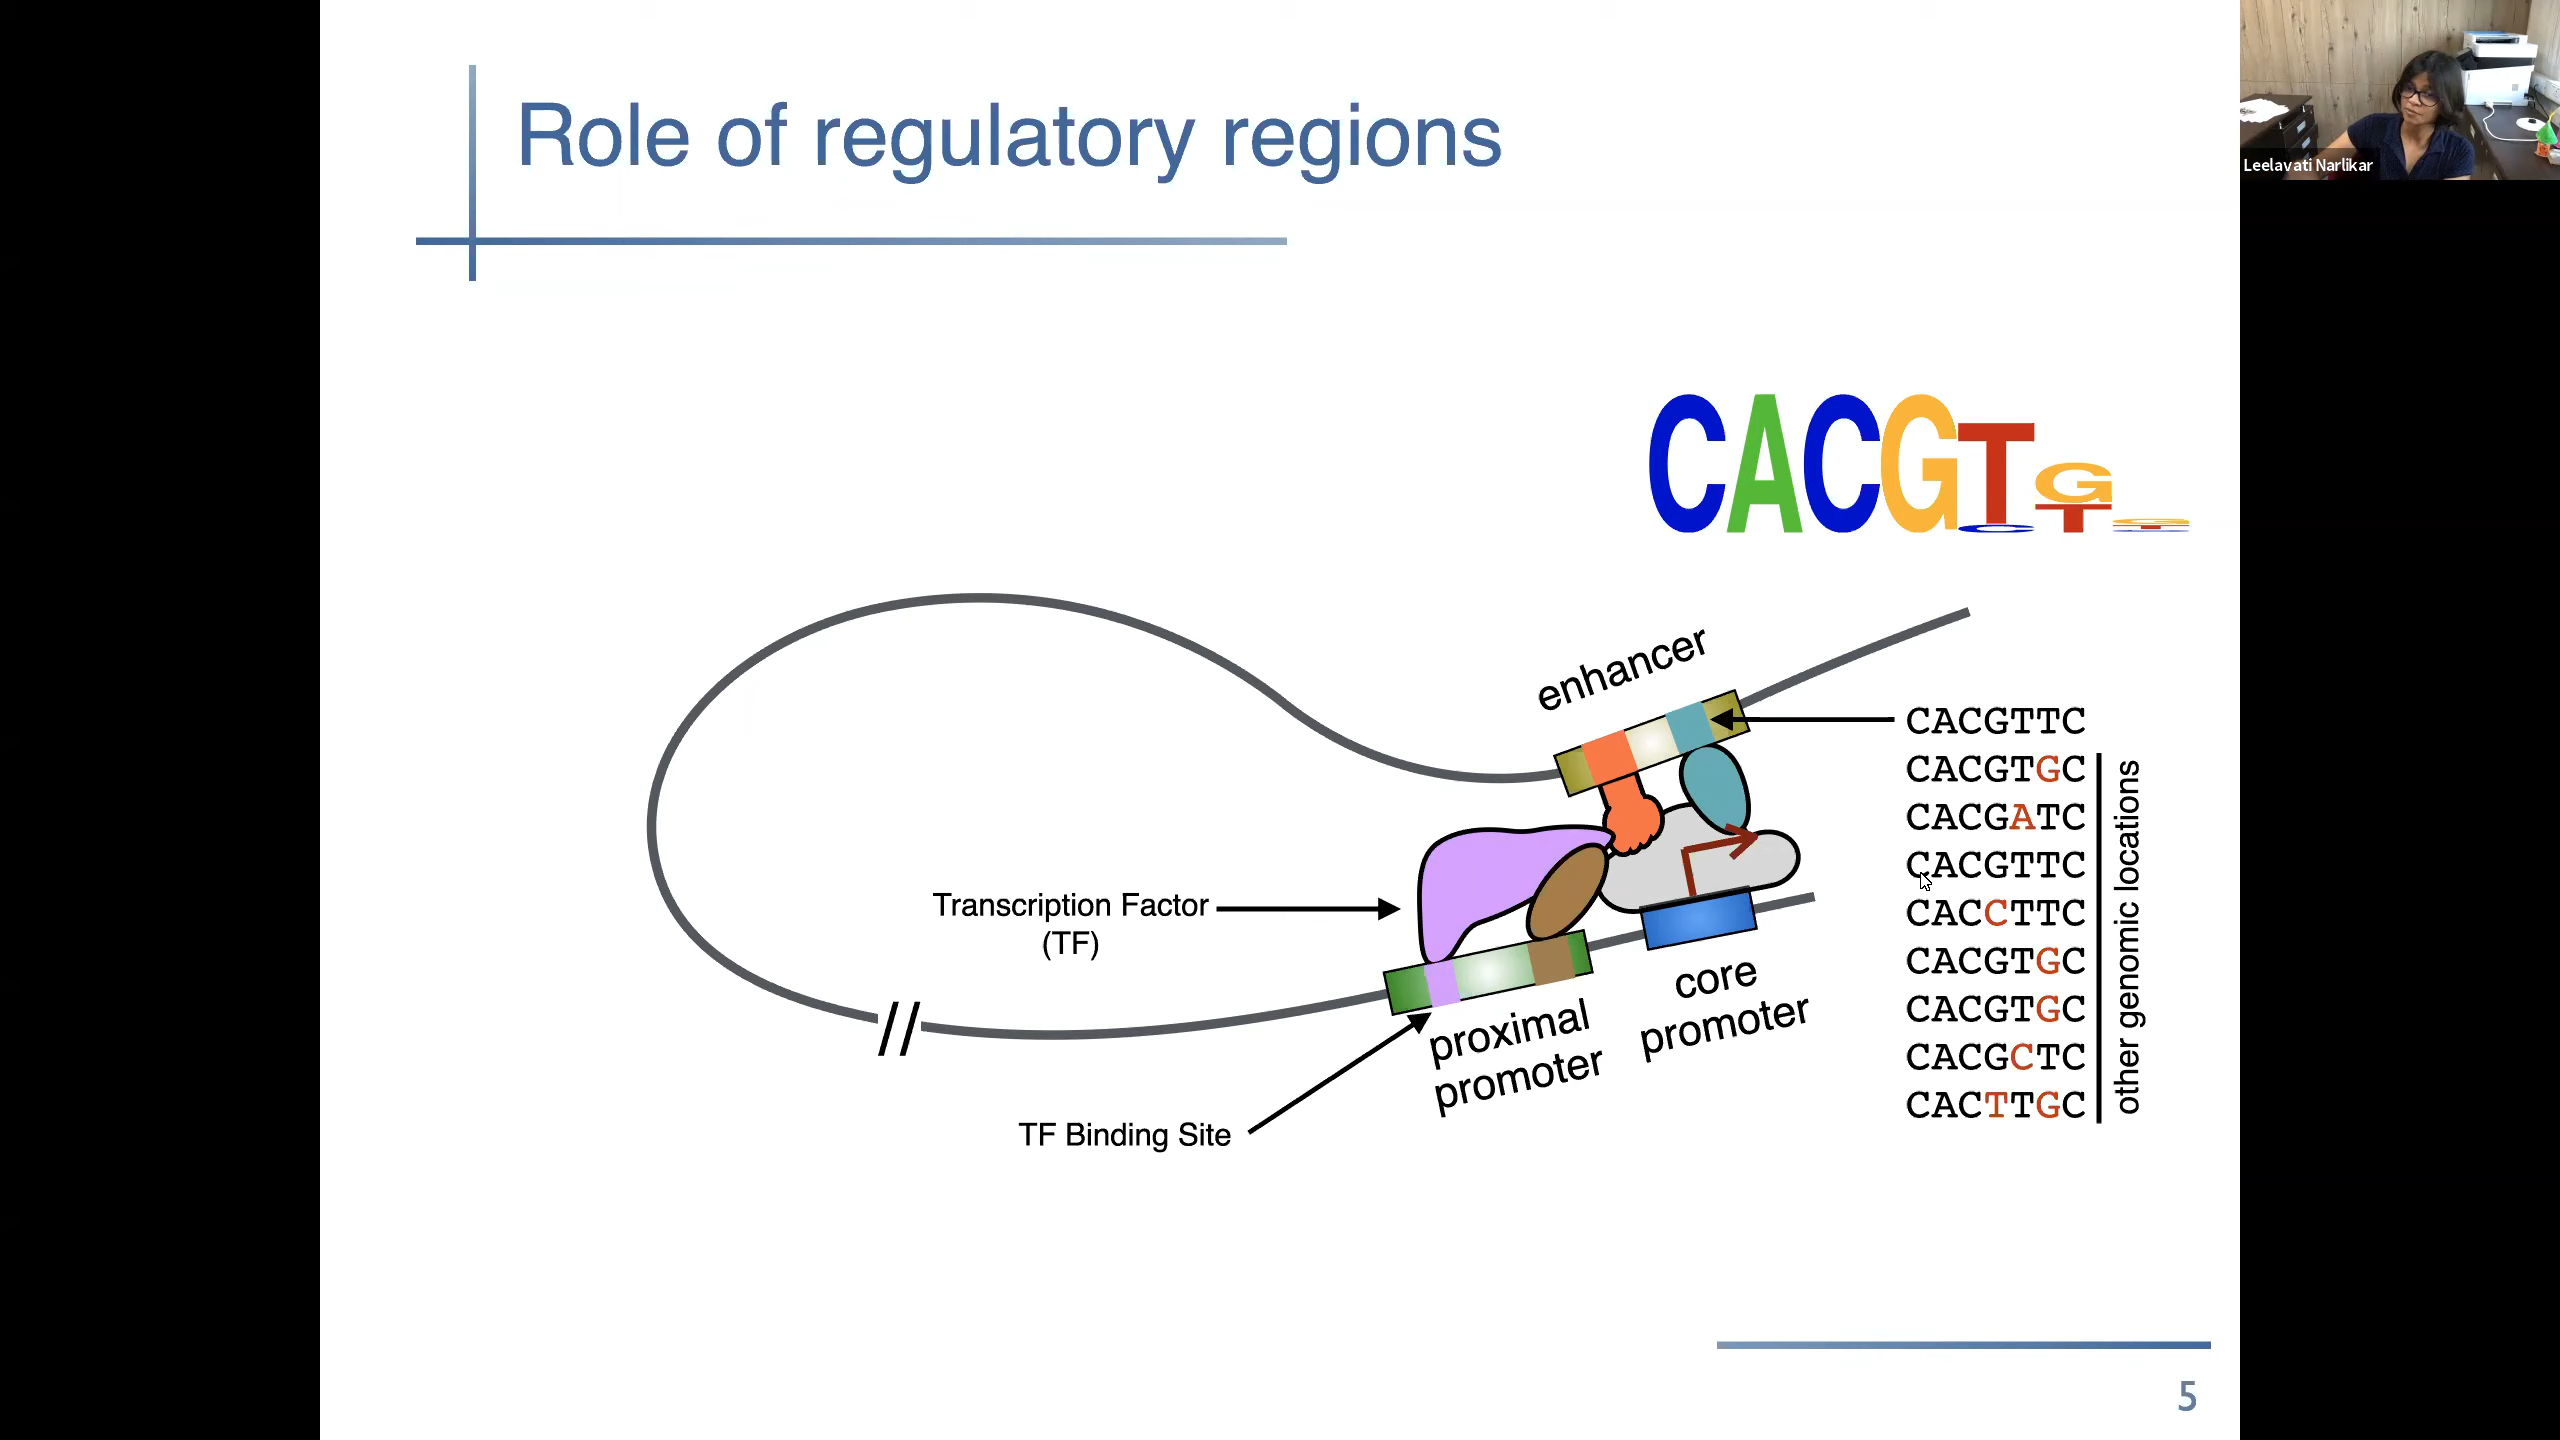 Role of regulatory regions
Leelavati Narlikar
CACGT
G
T
C
enhancer
CACGTTC
CACGTGC
CACGATC
CACGTTC
CACCTTC
CACGTGC
CACGTGC
CACGCTC
CACTTGC
other genomic locations
Transcription Factor
(TF)
core
promoter
proximal
promoter
TF Binding Site
//
5